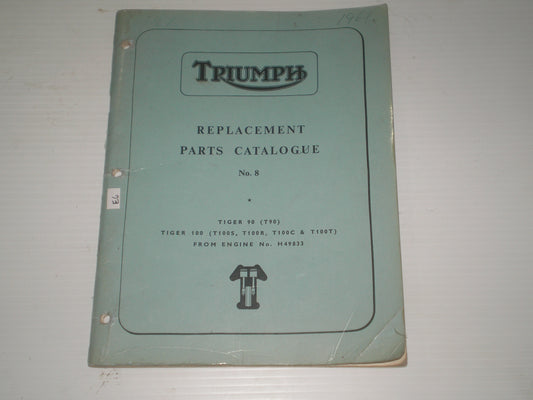 1967
TRIUMPH
REPLACEMENT
PARTS CATALOGUE
No. 8
TIGER 90 (T90)
TIGER 100 (T100S, T100R, T100C & T100T)
FROM ENGINE No. H49833